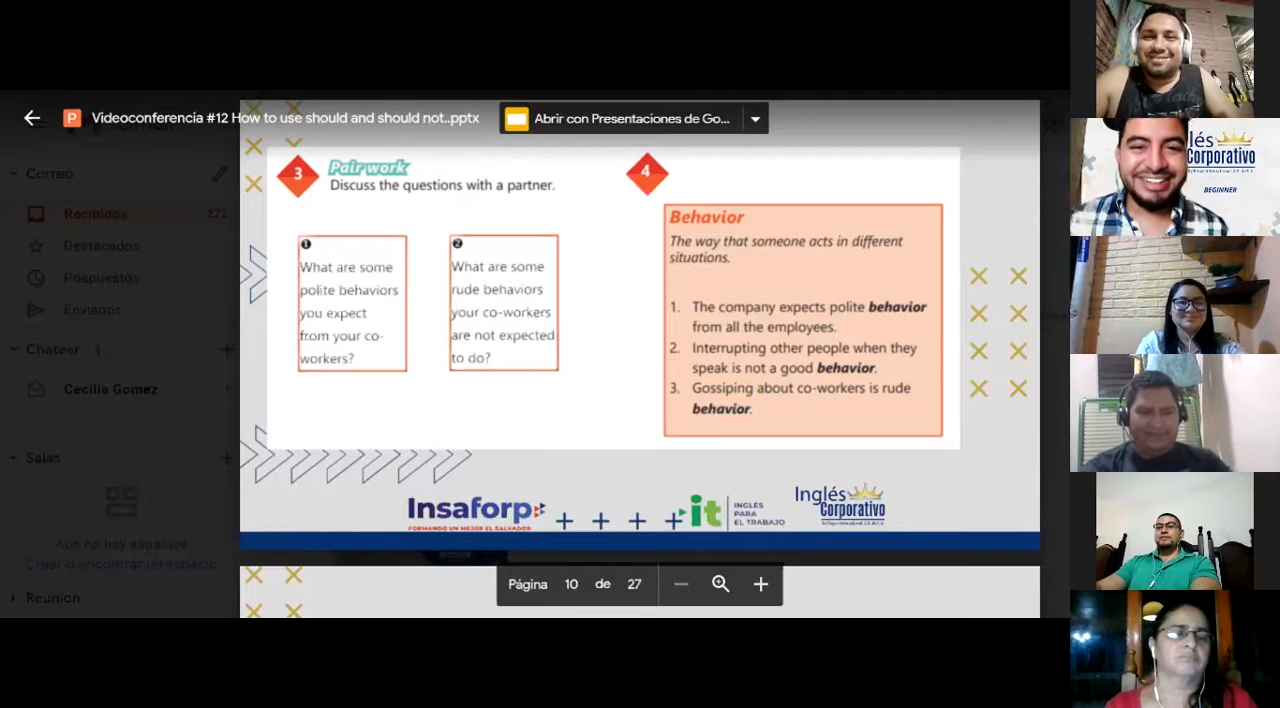 Videoconferencia #12 How to use should and should not..pptx
Abrir con Presentaciones de Go...
Correo
Recibidos 272
Destacados
Pospuestos
Enviados
Chatear 1
Cecilia Gomez 1
Salas
Aún no hay espacios
Crear o encontrar un espacio
Reunión
3
Pair work
Discuss the questions with a partner.
1
What are some
polite behaviors
you expect
from your co-
workers?
2
What are some
rude behaviors
your co-workers
are not expected
to do?
4
Behavior
The way that someone acts in different
situations.
1. The company expects polite behavior
from all the employees.
2. Interrupting other people when they
speak is not a good behavior.
3. Gossiping about co-workers is rude
behavior.
Insaforp
FORMANDO UN MEJOR EL SALVADOR
it
INGLÉS
PARA
EL TRABAJO
Inglés
Corporativo
Página 10 de 27
lés
Corporativo
BEGINNER